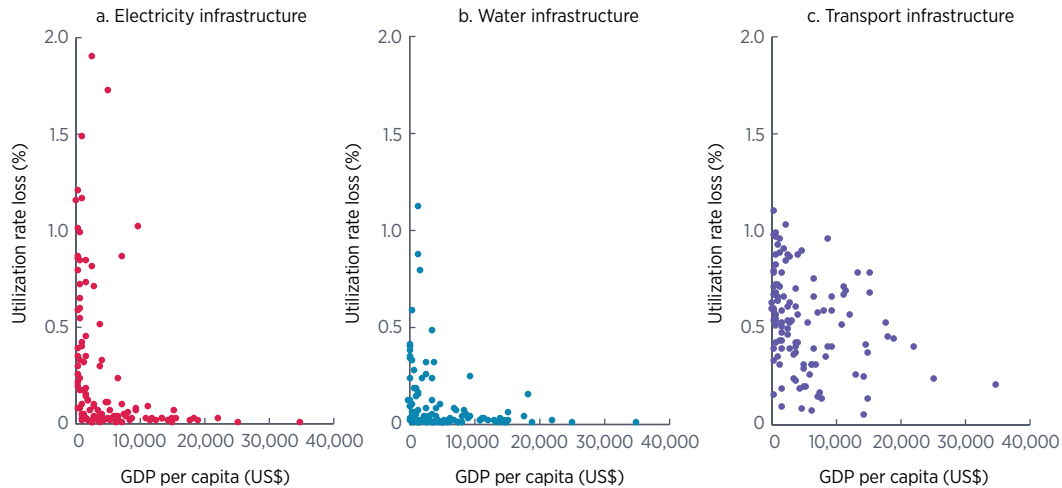 a. Electricity infrastructure
2.0
1.5
1.0
0.5
0
10,000 20,000 30,000 40,000
Utilization rate loss (%)
GDP per capita (US$)
b. Water infrastructure
2.0
1.5
1.0
0.5
0
10,000 20,000 30,000 40,000
Utilization rate loss (%)
GDP per capita (US$)
c. Transport infrastructure
2.0
1.5
1.0
0.5
0
10,000 20,000 30,000 40,000
Utilization rate loss (%)
GDP per capita (US$)